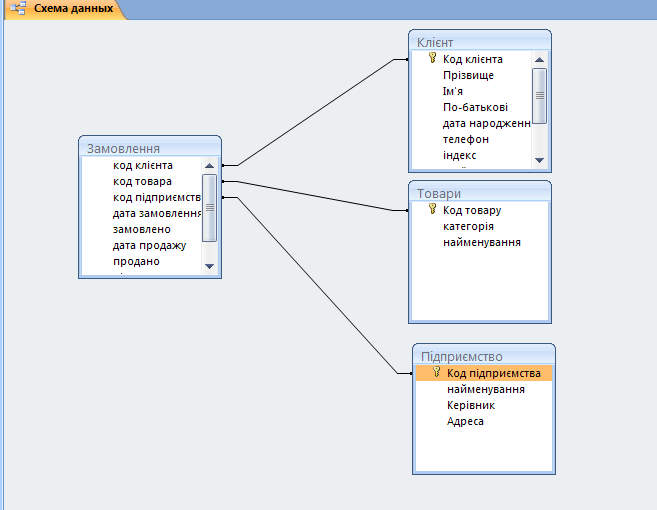 Схема данных
Клієнт
Код клієнта
Прізвище
Ім'я
По-батькові
дата народженн
телефон
індекс
Замовлення
код клієнта
код товара
код підприємств
дата замовлення
замовлено
дата продажу
продано
Товари
Код товару
категорія
найменування
Підприємство
Код підприємства
найменування
Керівник
Адреса